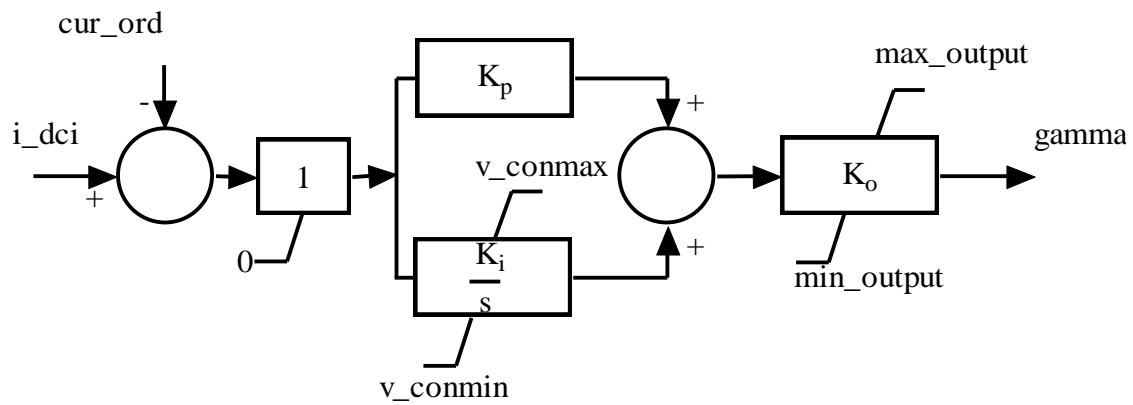 cur_ord
max_output
-
K_p
+
i_dci
gamma
1
v_conmax
K_o
+
0
K_i
+
s
min_output
v_conmin